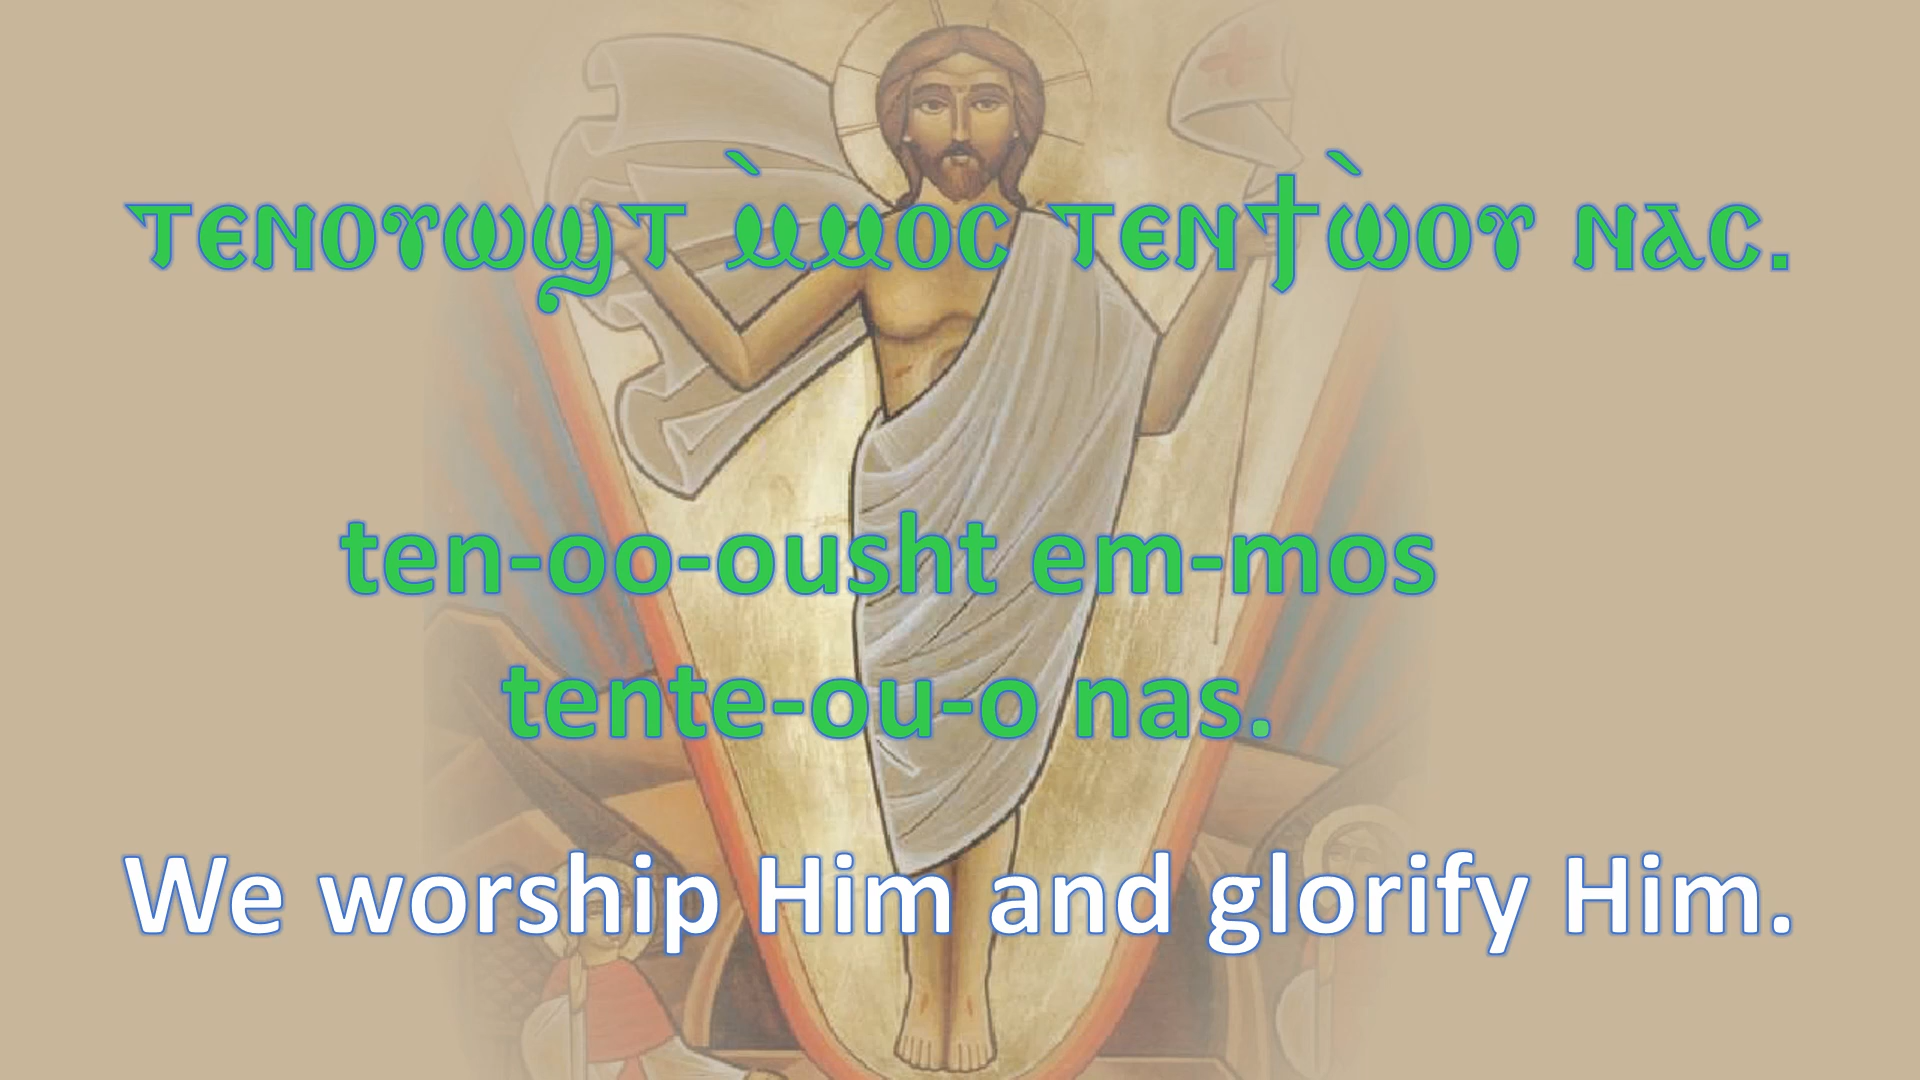 ⲧⲉⲛⲟⲩⲱϣⲧ ⲙ̀ⲙⲟⲥ ⲧⲉⲛϯⲱ̀ⲟⲩ ⲛⲁⲥ.
ten-oo-ousht em-mos
tente-ou-o nas.
We worship Him and glorify Him.